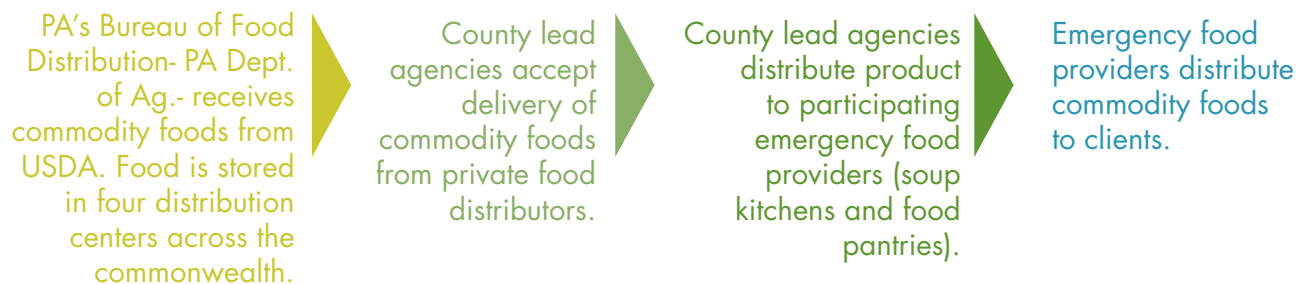 PA's Bureau of Food
Distribution- PA Dept.
of Ag.- receives
commodity foods from
USDA. Food is stored
in four distribution
centers across the
commonwealth.
County lead
agencies accept
delivery of
commodity foods
from private food
distributors.
County lead agencies
distribute product
to participating
emergency food
providers (soup
kitchens and food
pantries).
Emergency food
providers distribute
commodity foods
to clients.